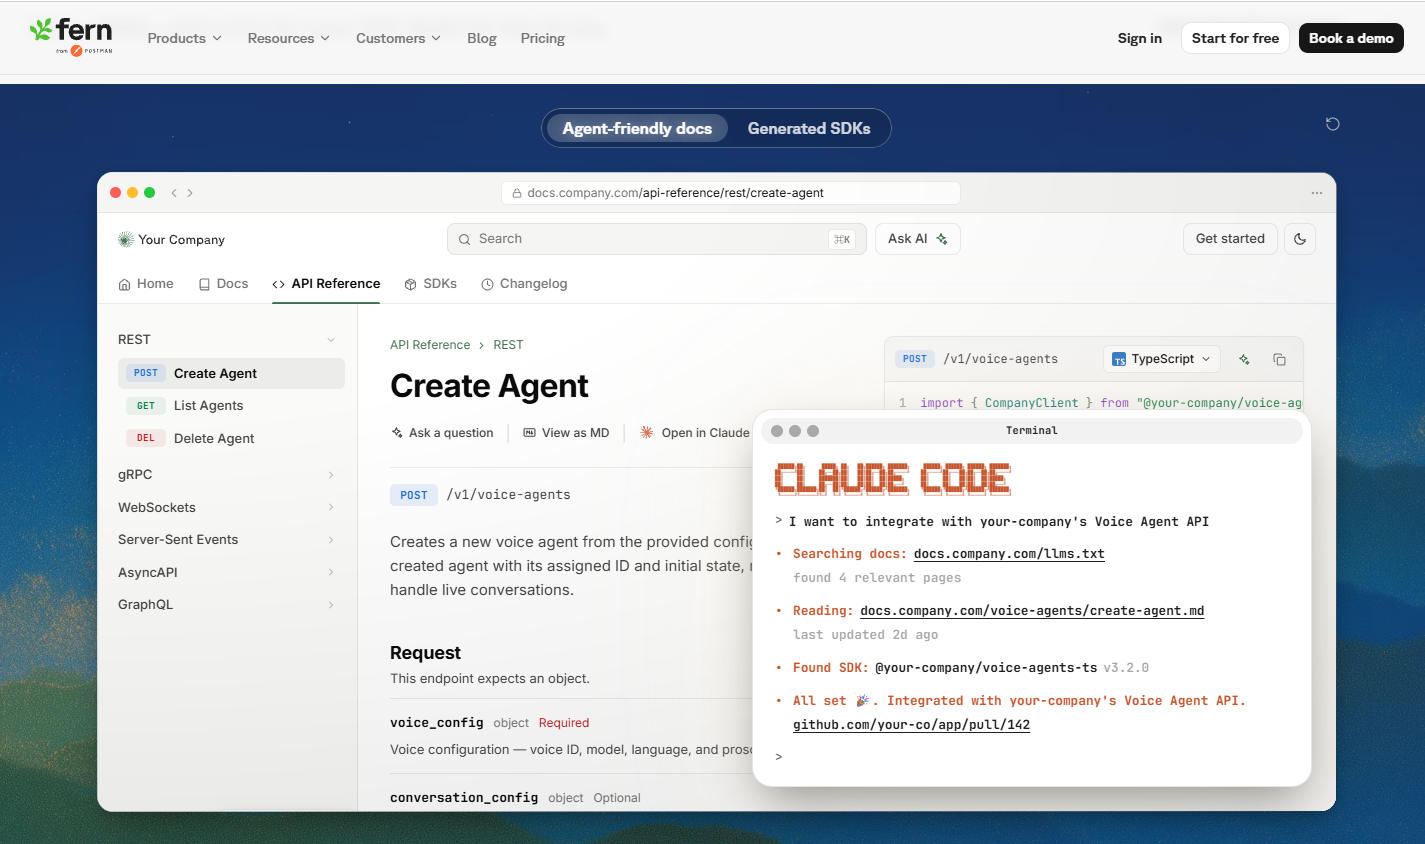 fern
from POSTMAN
Products
Resources
Customers
Blog
Pricing
Sign in
Start for free
Book a demo
Agent-friendly docs
Generated SDKs
docs.company.com/api-reference/rest/create-agent
Your Company
Search
⌘K
Ask AI
Get started
Home
Docs
API Reference
SDKs
Changelog
REST
POST Create Agent
GET List Agents
DEL Delete Agent
gRPC
WebSockets
Server-Sent Events
AsyncAPI
GraphQL
API Reference > REST
Create Agent
Ask a question
View as MD
Open in Claude
POST /v1/voice-agents
Creates a new voice agent from the provided
created agent with its assigned ID and initial state,
handle live conversations.
Request
This endpoint expects an object.
voice_config object Required
Voice configuration — voice ID, model, language, and
conversation_config object Optional
POST /v1/voice-agents
TS TypeScript
1 import { CompanyClient } from "@your-company/voice-ag
Terminal
CLAUDE CODE
> I want to integrate with your-company's Voice Agent API
• Searching docs: docs.company.com/llms.txt
found 4 relevant pages
• Reading: docs.company.com/voice-agents/create-agent.md
last updated 2d ago
• Found SDK: @your-company/voice-agents-ts v3.2.0
• All set 🎉. Integrated with your-company's Voice Agent API.
github.com/your-co/app/pull/142
>